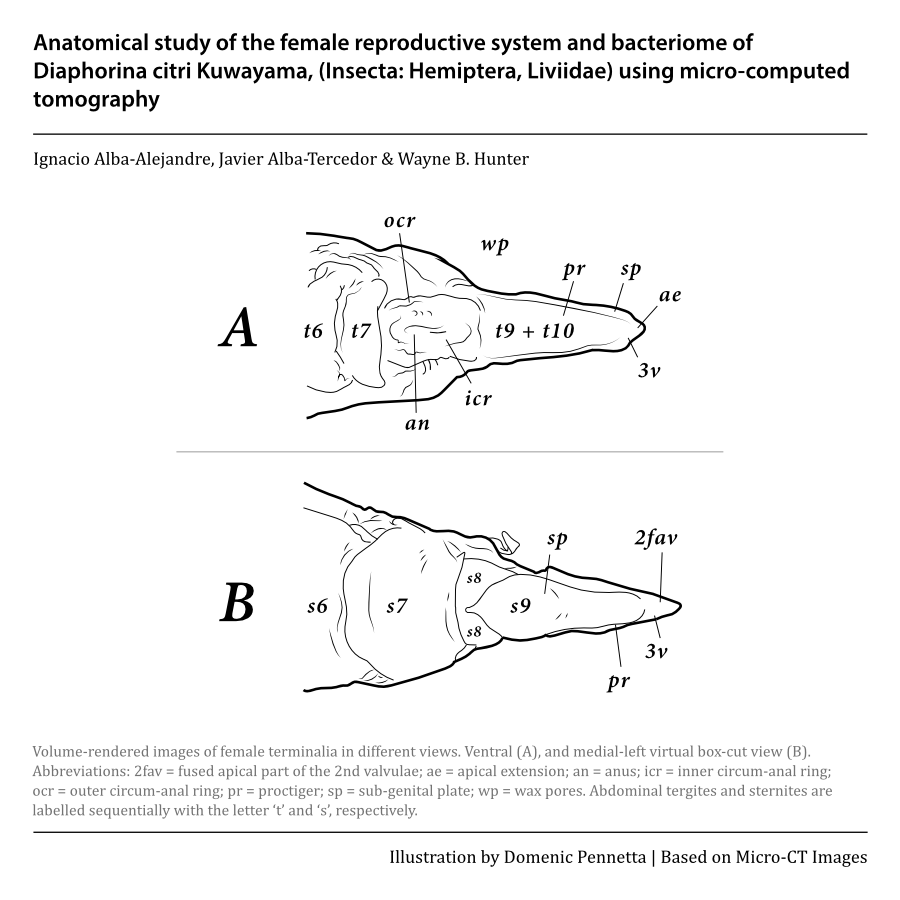 Anatomical study of the female reproductive system and bacteriome of
Diaphorina citri Kuwayama, (Insecta: Hemiptera, Liviidae) using micro-computed
tomography
Ignacio Alba-Alejandre, Javier Alba-Tercedor & Wayne B. Hunter
ocr
wp
pr
sp
ae
A
t6
t7
t9 + t10
3v
icr
an
sp
2fav
B
s6
s7
s8
s9
s8
3v
pr
Volume-rendered images of female terminalia in different views. Ventral (A), and medial-left virtual box-cut view (B).
Abbreviations: 2fav = fused apical part of the 2nd valvulae; ae = apical extension; an = anus; icr = inner circum-anal ring;
ocr = outer circum-anal ring; pr = proctiger; sp = sub-genital plate; wp = wax pores. Abdominal tergites and sternites are
labelled sequentially with the letter ‘t’ and ‘s’, respectively.
Illustration by Domenic Pennetta | Based on Micro-CT Images